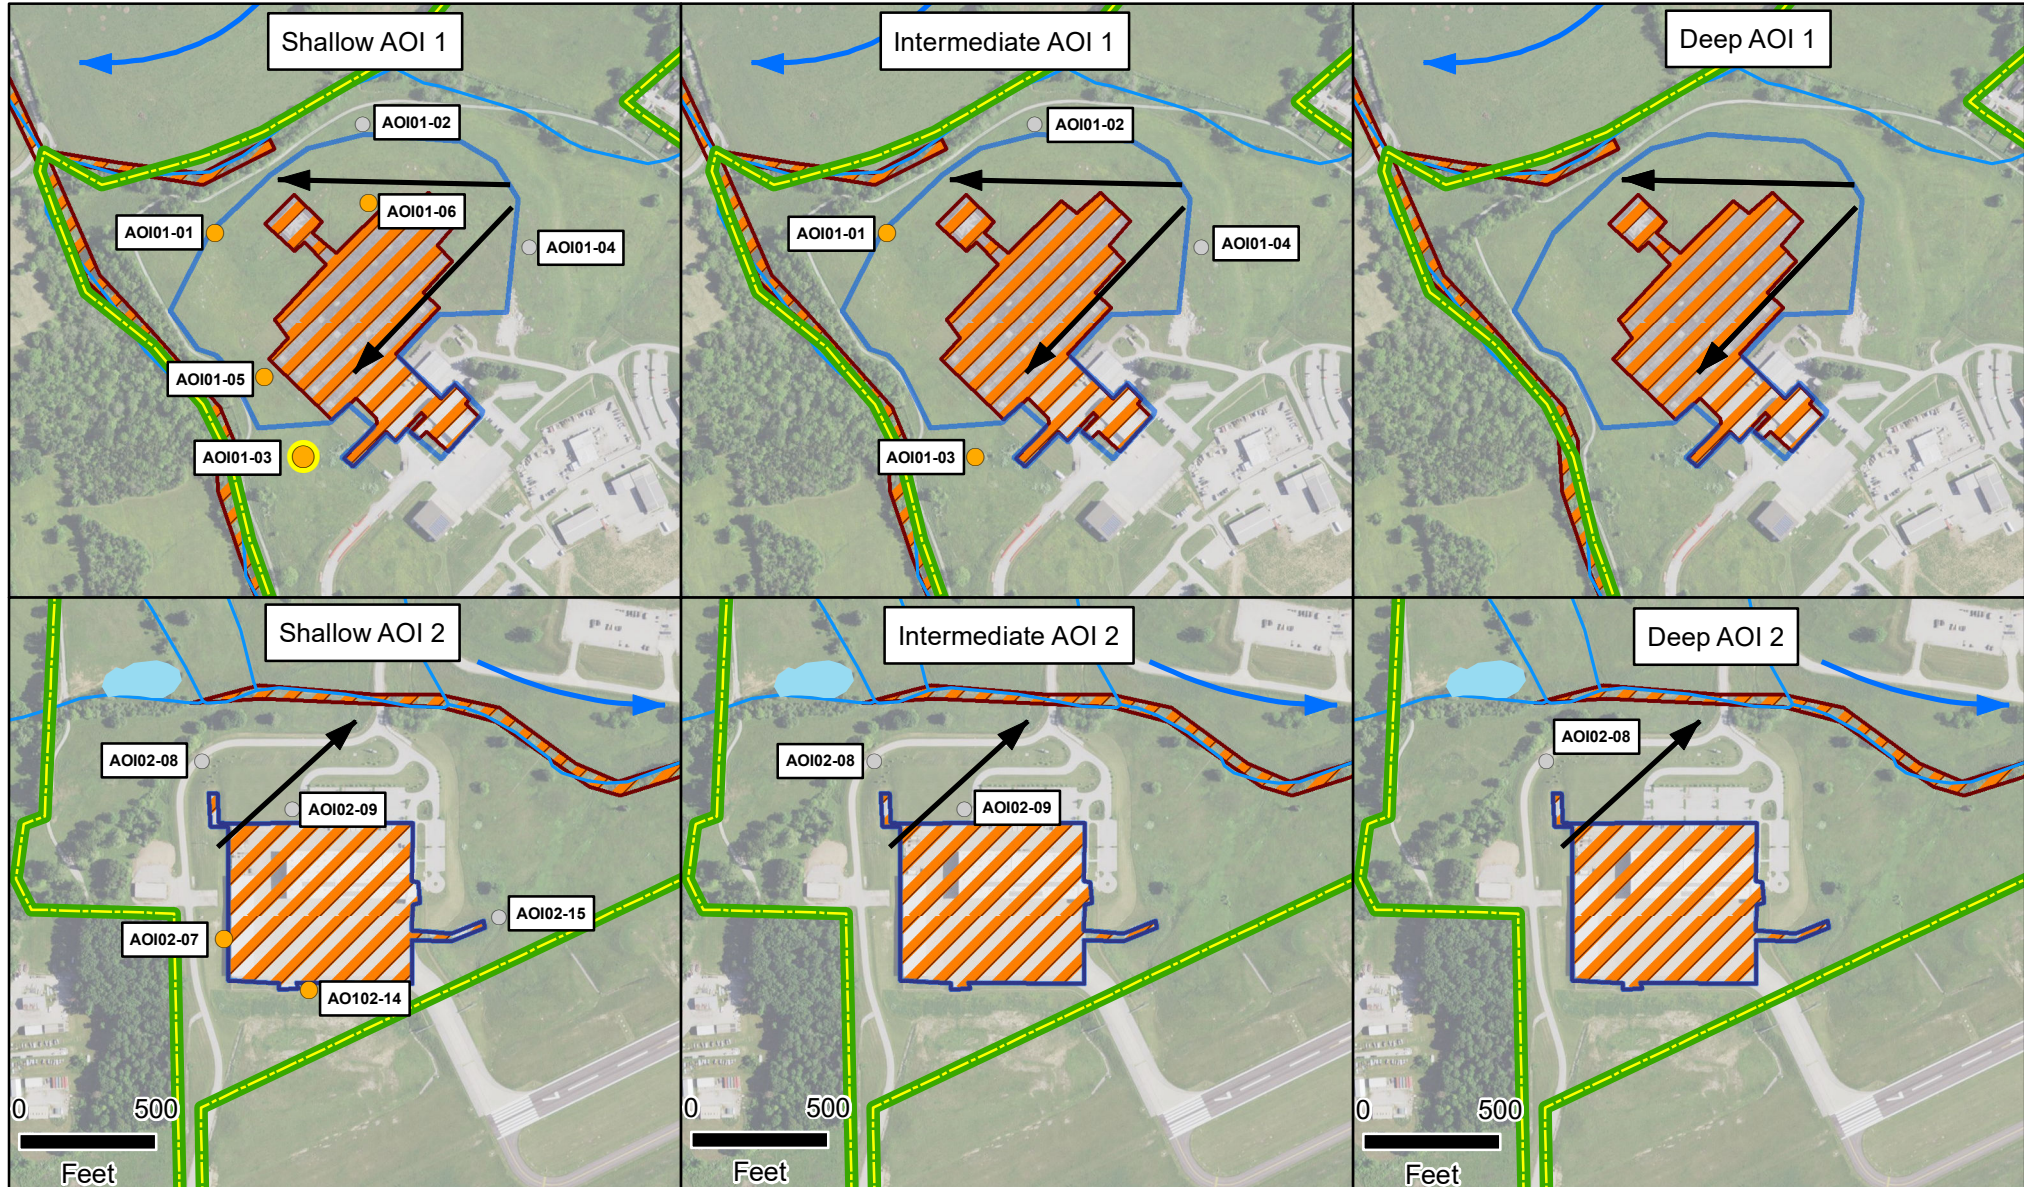 Shallow AOI 1
AOI01-02
AOI01-06
AOI01-01
AOI01-04
AOI01-05
AOI01-03
Intermediate AOI 1
AOI01-02
AOI01-01
AOI01-04
AOI01-03
Deep AOI 1
Shallow AOI 2
AOI02-08
AOI02-09
AOI02-15
AOI02-07
AO102-14
0 500
Feet
Intermediate AOI 2
AOI02-08
AOI02-09
0 500
Feet
Deep AOI 2
AOI02-08
0 500
Feet